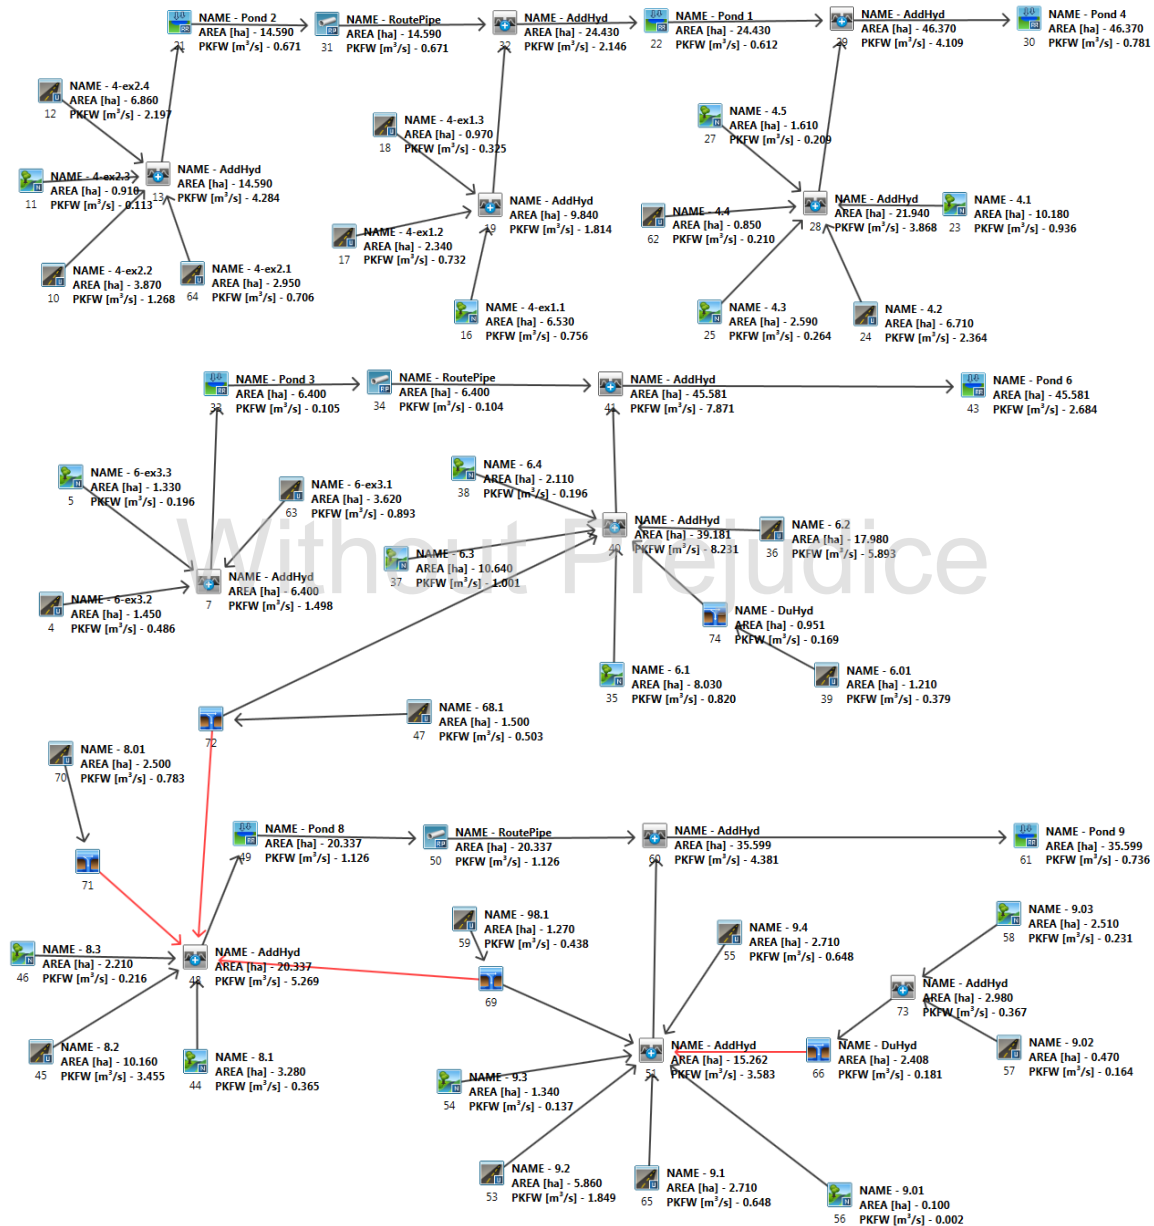 NAME - Pond 2
AREA [ha] - 14.590
PKFW [m³/s] - 0.671
21
NAME - RoutePipe
AREA [ha] - 14.590
PKFW [m³/s] - 0.671
31
NAME - AddHyd
AREA [ha] - 24.430
PKFW [m³/s] - 2.146
32
NAME - Pond 1
AREA [ha] - 24.430
PKFW [m³/s] - 0.612
22
NAME - AddHyd
AREA [ha] - 46.370
PKFW [m³/s] - 4.109
29
NAME - Pond 4
AREA [ha] - 46.370
PKFW [m³/s] - 0.781
30
NAME - 4-ex2.4
AREA [ha] - 6.860
PKFW [m³/s] - 2.197
12
NAME - 4-ex1.3
AREA [ha] - 0.970
PKFW [m³/s] - 0.325
18
NAME - 4.5
AREA [ha] - 1.610
PKFW [m³/s] - 0.209
27
NAME - 4-ex2.3
AREA [ha] - 0.910
PKFW [m³/s] - 0.113
11
NAME - AddHyd
AREA [ha] - 14.590
PKFW [m³/s] - 4.284
13
NAME - AddHyd
AREA [ha] - 9.840
PKFW [m³/s] - 1.814
19
NAME - 4.4
AREA [ha] - 0.850
PKFW [m³/s] - 0.210
62
NAME - AddHyd
AREA [ha] - 21.940
PKFW [m³/s] - 3.868
28
NAME - 4.1
AREA [ha] - 10.180
PKFW [m³/s] - 0.936
23
NAME - 4-ex1.2
AREA [ha] - 2.340
PKFW [m³/s] - 0.732
17
NAME - 4-ex2.2
AREA [ha] - 3.870
PKFW [m³/s] - 1.268
10
NAME - 4-ex2.1
AREA [ha] - 2.950
PKFW [m³/s] - 0.706
64
NAME - 4-ex1.1
AREA [ha] - 6.530
PKFW [m³/s] - 0.756
16
NAME - 4.3
AREA [ha] - 2.590
PKFW [m³/s] - 0.264
25
NAME - 4.2
AREA [ha] - 6.710
PKFW [m³/s] - 2.364
24
NAME - Pond 3
AREA [ha] - 6.400
PKFW [m³/s] - 0.105
33
NAME - RoutePipe
AREA [ha] - 6.400
PKFW [m³/s] - 0.104
34
NAME - AddHyd
AREA [ha] - 45.581
PKFW [m³/s] - 7.871
41
NAME - Pond 6
AREA [ha] - 45.581
PKFW [m³/s] - 2.684
43
NAME - 6-ex3.3
AREA [ha] - 1.330
PKFW [m³/s] - 0.196
5
NAME - 6-ex3.1
AREA [ha] - 3.620
PKFW [m³/s] - 0.893
63
NAME - 6.4
AREA [ha] - 2.110
PKFW [m³/s] - 0.196
38
NAME - AddHyd
AREA [ha] - 39.181
PKFW [m³/s] - 8.231
40
NAME - 6.2
AREA [ha] - 17.980
PKFW [m³/s] - 5.893
36
Without Prejudice
NAME - 6.3
AREA [ha] - 10.640
PKFW [m³/s] - 1.001
37
NAME - AddHyd
AREA [ha] - 6.400
PKFW [m³/s] - 1.498
7
NAME - 6-ex3.2
AREA [ha] - 1.450
PKFW [m³/s] - 0.486
4
NAME - DuHyd
AREA [ha] - 0.951
PKFW [m³/s] - 0.169
74
NAME - 6.1
AREA [ha] - 8.030
PKFW [m³/s] - 0.820
35
NAME - 6.01
AREA [ha] - 1.210
PKFW [m³/s] - 0.379
39
72
NAME - 68.1
AREA [ha] - 1.500
PKFW [m³/s] - 0.503
47
NAME - 8.01
AREA [ha] - 2.500
PKFW [m³/s] - 0.783
70
71
NAME - Pond 8
AREA [ha] - 20.337
PKFW [m³/s] - 1.126
49
NAME - RoutePipe
AREA [ha] - 20.337
PKFW [m³/s] - 1.126
50
NAME - AddHyd
AREA [ha] - 35.599
PKFW [m³/s] - 4.381
60
NAME - Pond 9
AREA [ha] - 35.599
PKFW [m³/s] - 0.736
61
NAME - 98.1
AREA [ha] - 1.270
PKFW [m³/s] - 0.438
59
NAME - 9.4
AREA [ha] - 2.710
PKFW [m³/s] - 0.648
55
NAME - 9.03
AREA [ha] - 2.510
PKFW [m³/s] - 0.231
58
NAME - 8.3
AREA [ha] - 2.210
PKFW [m³/s] - 0.216
46
NAME - AddHyd
AREA [ha] - 20.337
PKFW [m³/s] - 5.269
48
69
NAME - AddHyd
AREA [ha] - 2.980
PKFW [m³/s] - 0.367
73
NAME - 8.2
AREA [ha] - 10.160
PKFW [m³/s] - 3.455
45
NAME - 8.1
AREA [ha] - 3.280
PKFW [m³/s] - 0.365
44
NAME - AddHyd
AREA [ha] - 15.262
PKFW [m³/s] - 3.583
51
NAME - DuHyd
AREA [ha] - 2.408
PKFW [m³/s] - 0.181
66
NAME - 9.02
AREA [ha] - 0.470
PKFW [m³/s] - 0.164
57
NAME - 9.3
AREA [ha] - 1.340
PKFW [m³/s] - 0.137
54
NAME - 9.2
AREA [ha] - 5.860
PKFW [m³/s] - 1.849
53
NAME - 9.1
AREA [ha] - 2.710
PKFW [m³/s] - 0.648
65
NAME - 9.01
AREA [ha] - 0.100
PKFW [m³/s] - 0.002
56